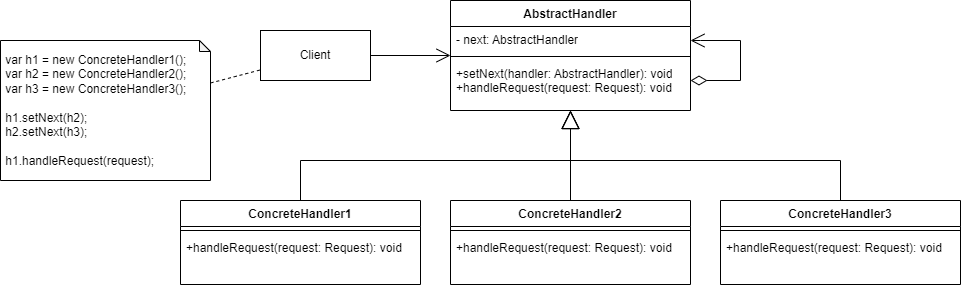 AbstractHandler
- next: AbstractHandler
+setNext(handler: AbstractHandler): void
+handleRequest(request: Request): void
Client
var h1 = new ConcreteHandler1();
var h2 = new ConcreteHandler2();
var h3 = new ConcreteHandler3();
h1.setNext(h2);
h2.setNext(h3);
h1.handleRequest(request);
ConcreteHandler1
+handleRequest(request: Request): void
ConcreteHandler2
+handleRequest(request: Request): void
ConcreteHandler3
+handleRequest(request: Request): void